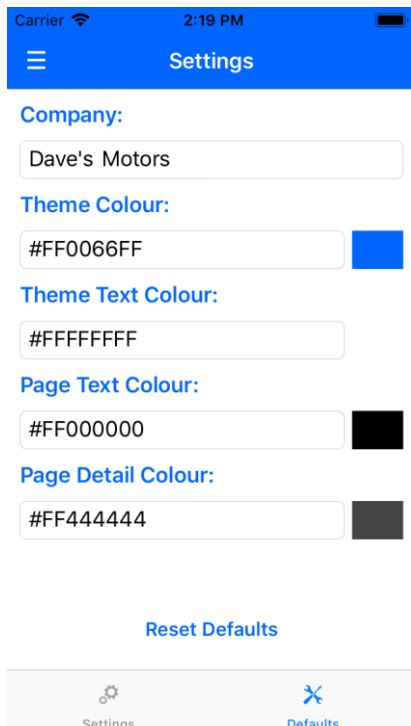 Carrier 2:19 PM
Settings
Company:
Dave's Motors
Theme Colour:
#FF0066FF
Theme Text Colour:
#FFFFFFFF
Page Text Colour:
#FF000000
Page Detail Colour:
#FF444444
Reset Defaults
Settings Defaults